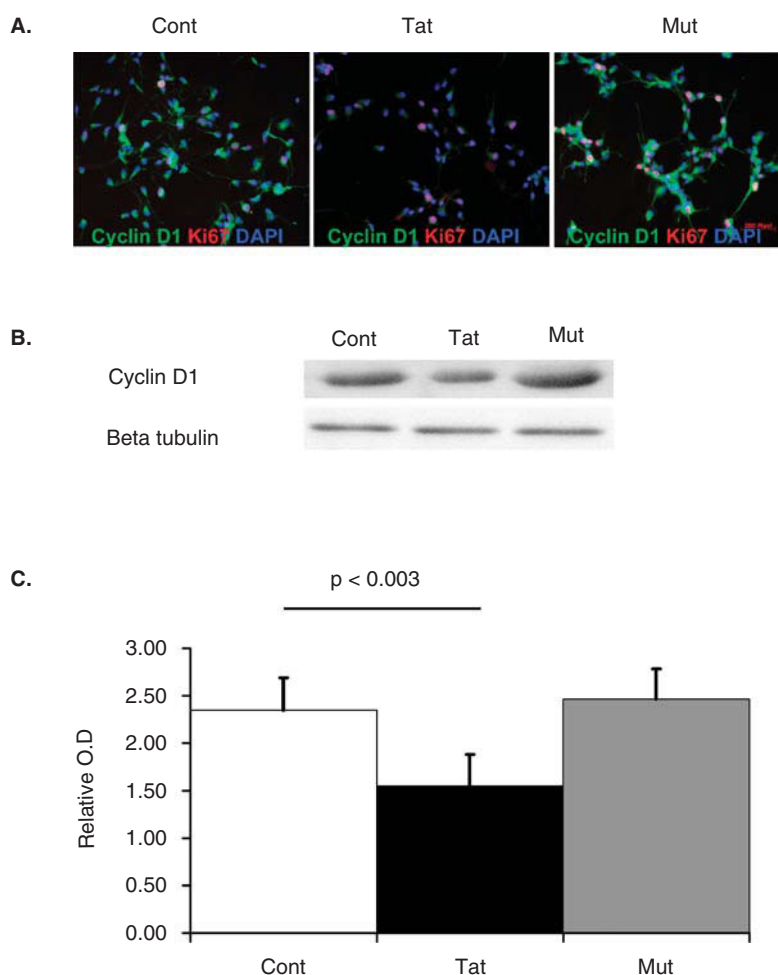 A.
Cont Tat Mut
Cyclin D1 Ki67 DAPI Cyclin D1 Ki67 DAPI Cyclin D1 Ki67 DAPI
B.
Cont Tat Mut
Cyclin D1
Beta tubulin
C.
p < 0.003
3.00
2.50
2.00
1.50
1.00
0.50
0.00
Relative O.D
Cont Tat Mut